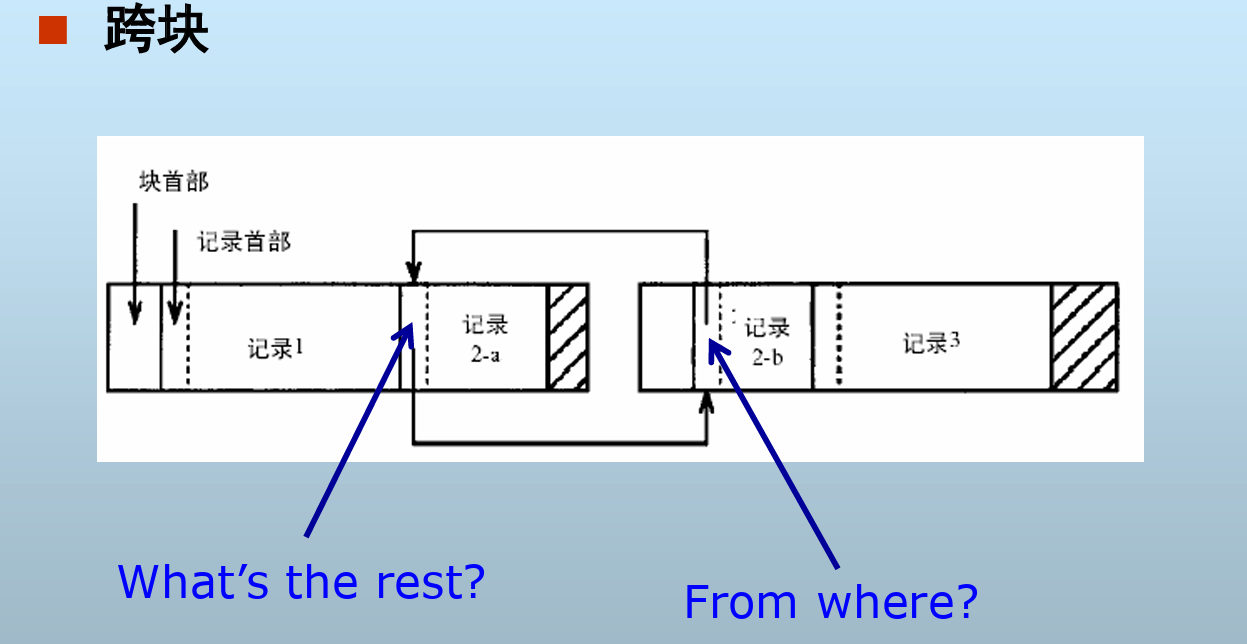 跨块
块首部
记录首部
记录1
记录
2-a
记录
2-b
记录3
What's the rest?
From where?